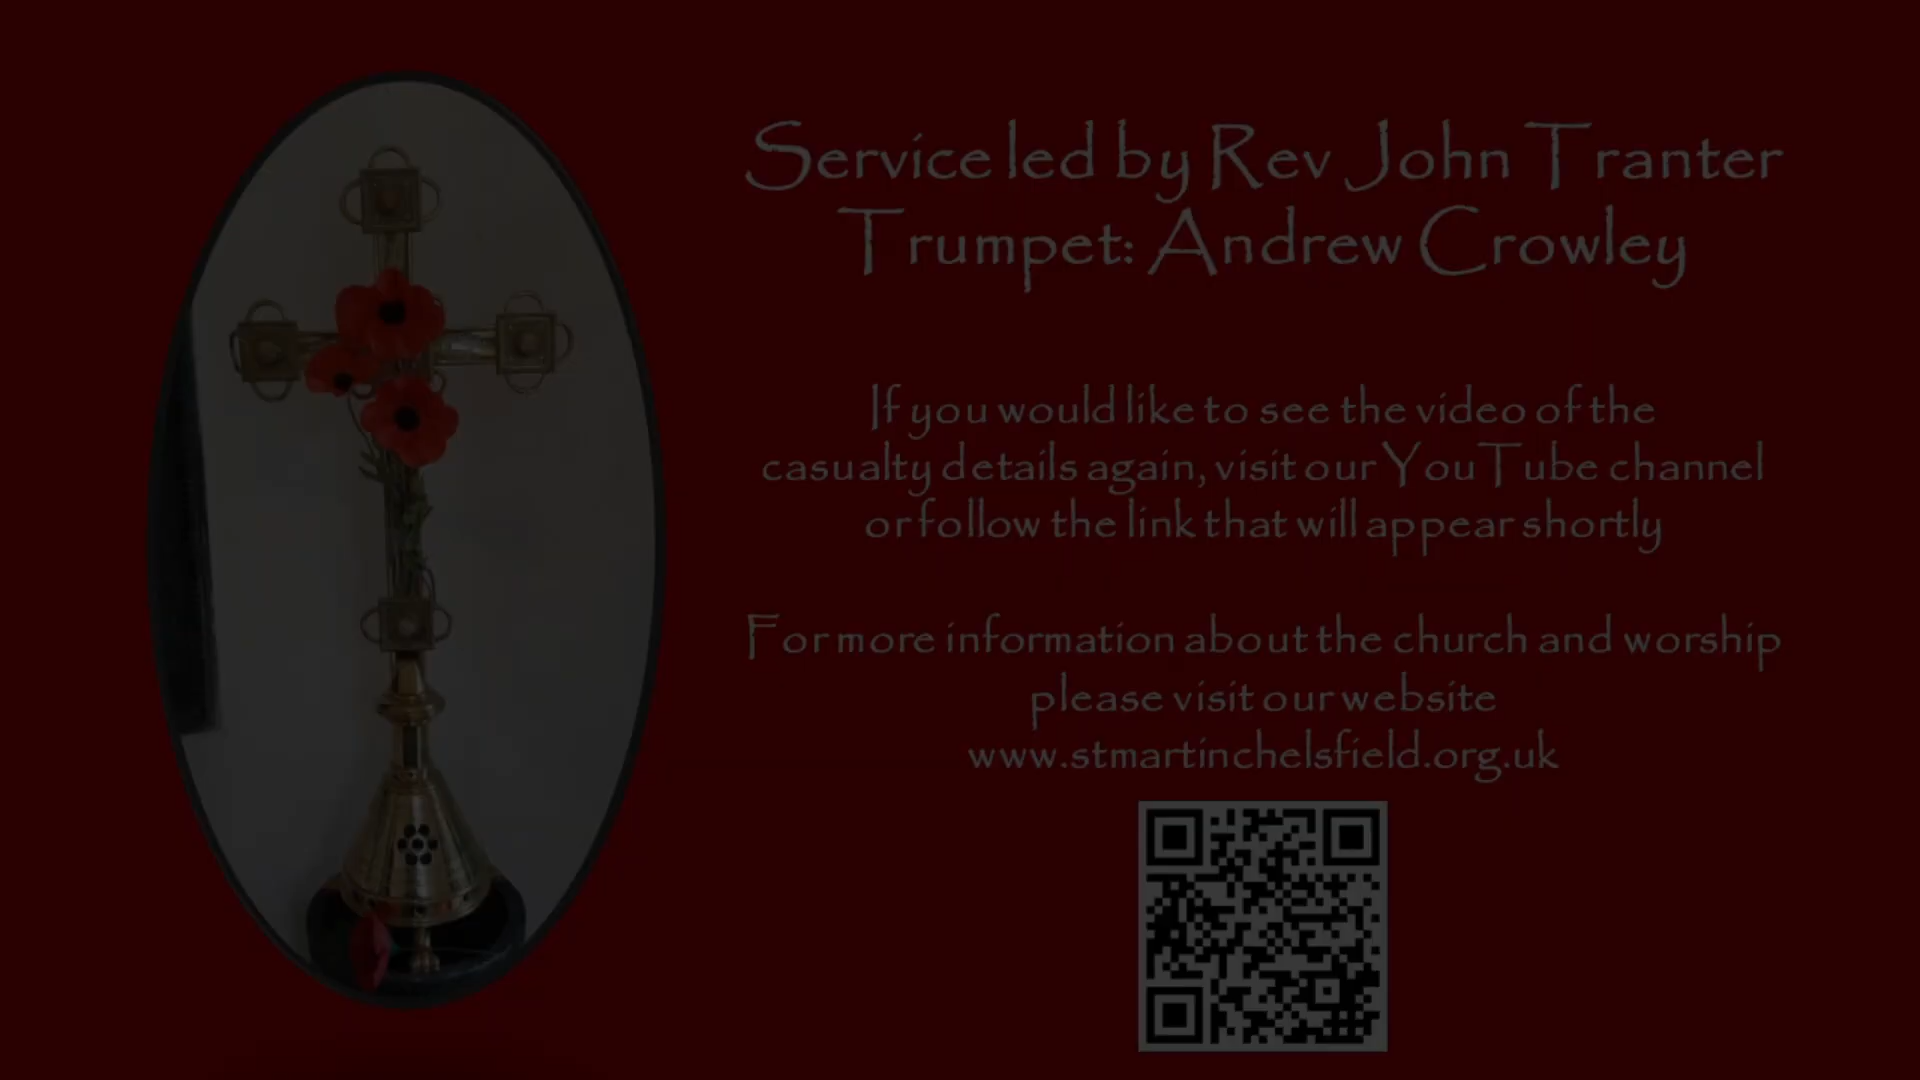 Service led by Rev John Tranter
Trumpet: Andrew Crowley
If you would like to see the video of the
casualty details again, visit our YouTube channel
or follow the link that will appear shortly
For more information about the church and worship
please visit our website
www.stmartinchelsfield.org.uk